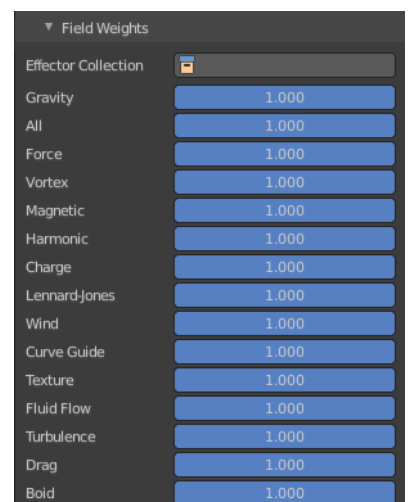 Field Weights
Effector Collection
Gravity 1.000
All 1.000
Force 1.000
Vortex 1.000
Magnetic 1.000
Harmonic 1.000
Charge 1.000
Lennard-Jones 1.000
Wind 1.000
Curve Guide 1.000
Texture 1.000
Fluid Flow 1.000
Turbulence 1.000
Drag 1.000
Boid 1.000